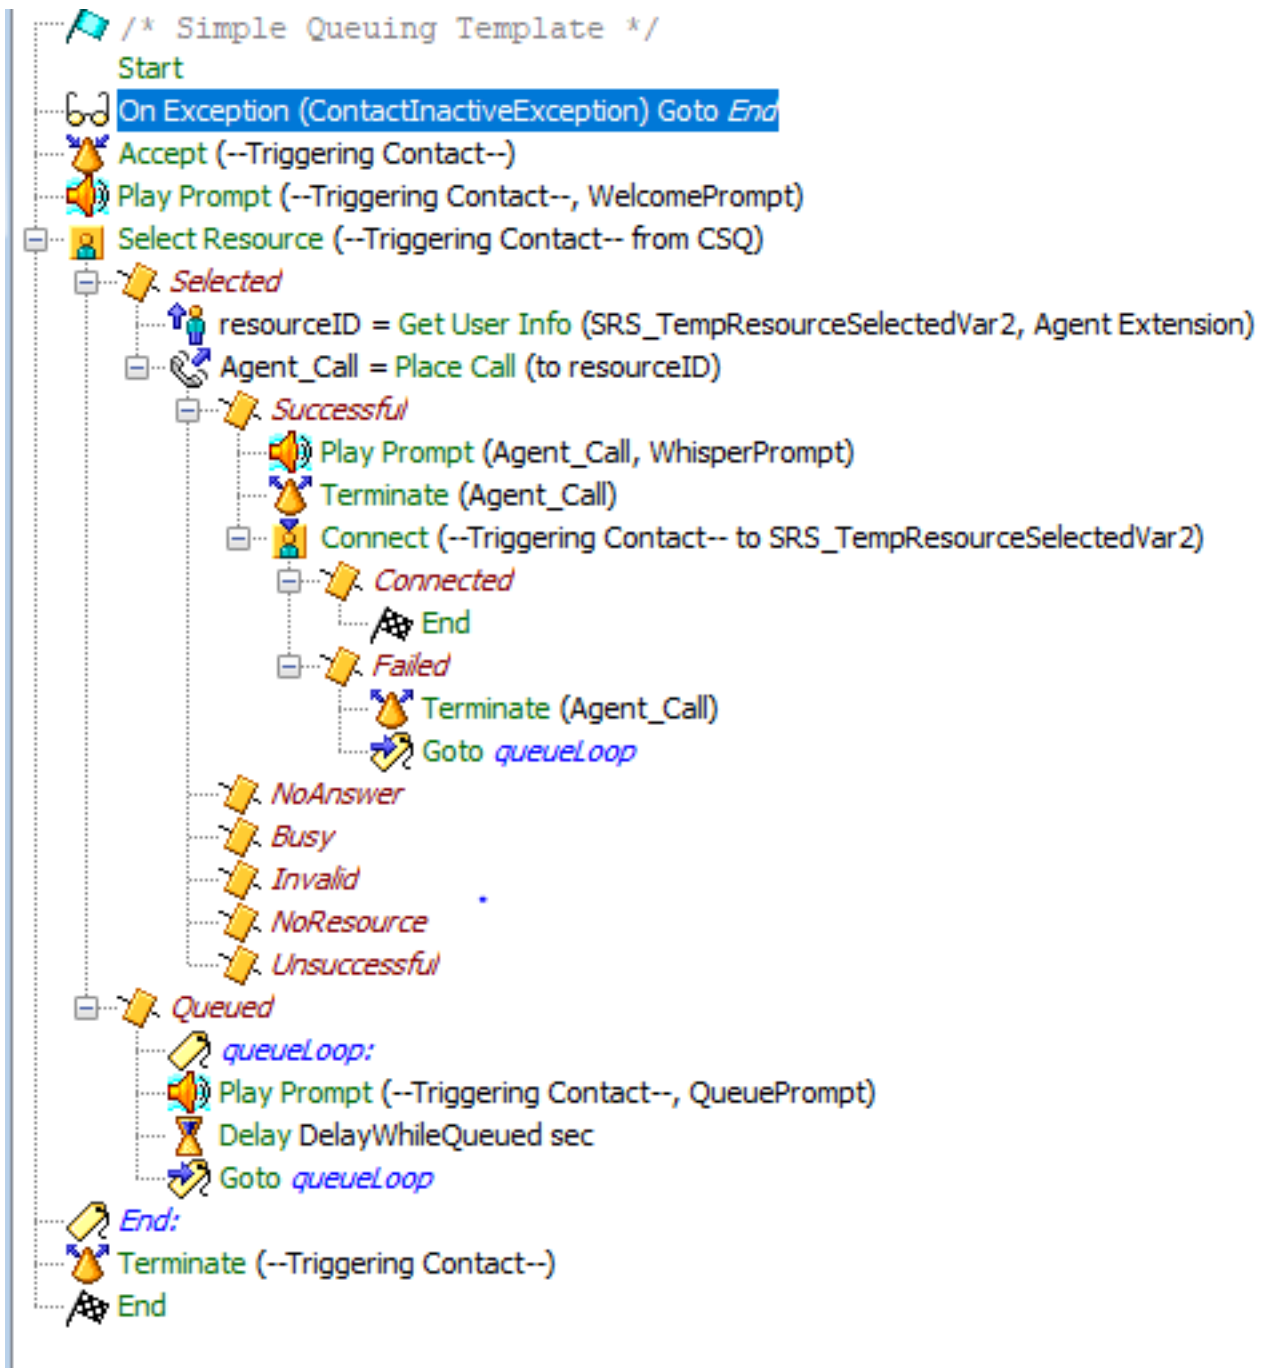 /* Simple Queuing Template */
Start
On Exception (ContactInactiveException) Goto End
Accept (--Triggering Contact--)
Play Prompt (--Triggering Contact--, WelcomePrompt)
Select Resource (--Triggering Contact-- from CSQ)
Selected
resourceID = Get User Info (SRS_TempResourceSelectedVar2, Agent Extension)
Agent_Call = Place Call (to resourceID)
Successful
Play Prompt (Agent_Call, WhisperPrompt)
Terminate (Agent_Call)
Connect (--Triggering Contact-- to SRS_TempResourceSelectedVar2)
Connected
End
Failed
Terminate (Agent_Call)
Goto queueLoop
NoAnswer
Busy
Invalid
NoResource
Unsuccessful
Queued
queueLoop:
Play Prompt (--Triggering Contact--, QueuePrompt)
Delay DelayWhileQueued sec
Goto queueLoop
End:
Terminate (--Triggering Contact--)
End